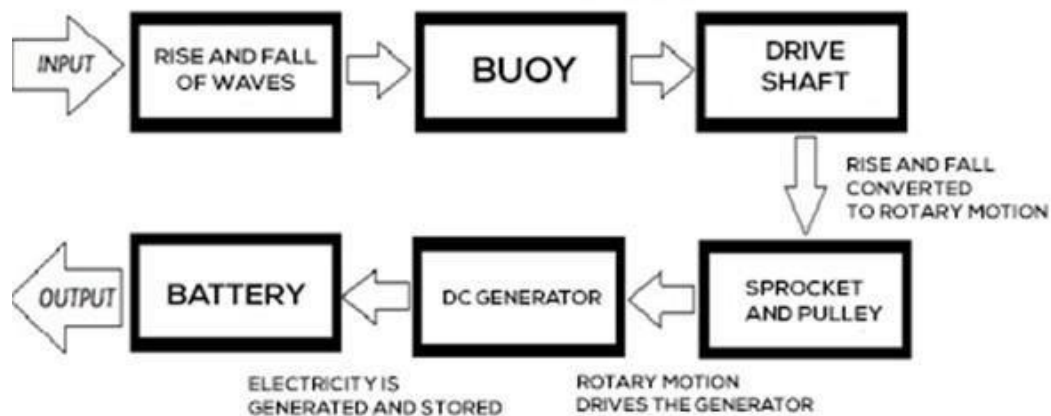 INPUT
RISE AND FALL
OF WAVES
BUOY
DRIVE
SHAFT
RISE AND FALL
CONVERTED
TO ROTARY MOTION
SPROCKET
AND PULLEY
ROTARY MOTION
DRIVES THE GENERATOR
DC GENERATOR
ELECTRICITY IS
GENERATED AND STORED
BATTERY
OUTPUT